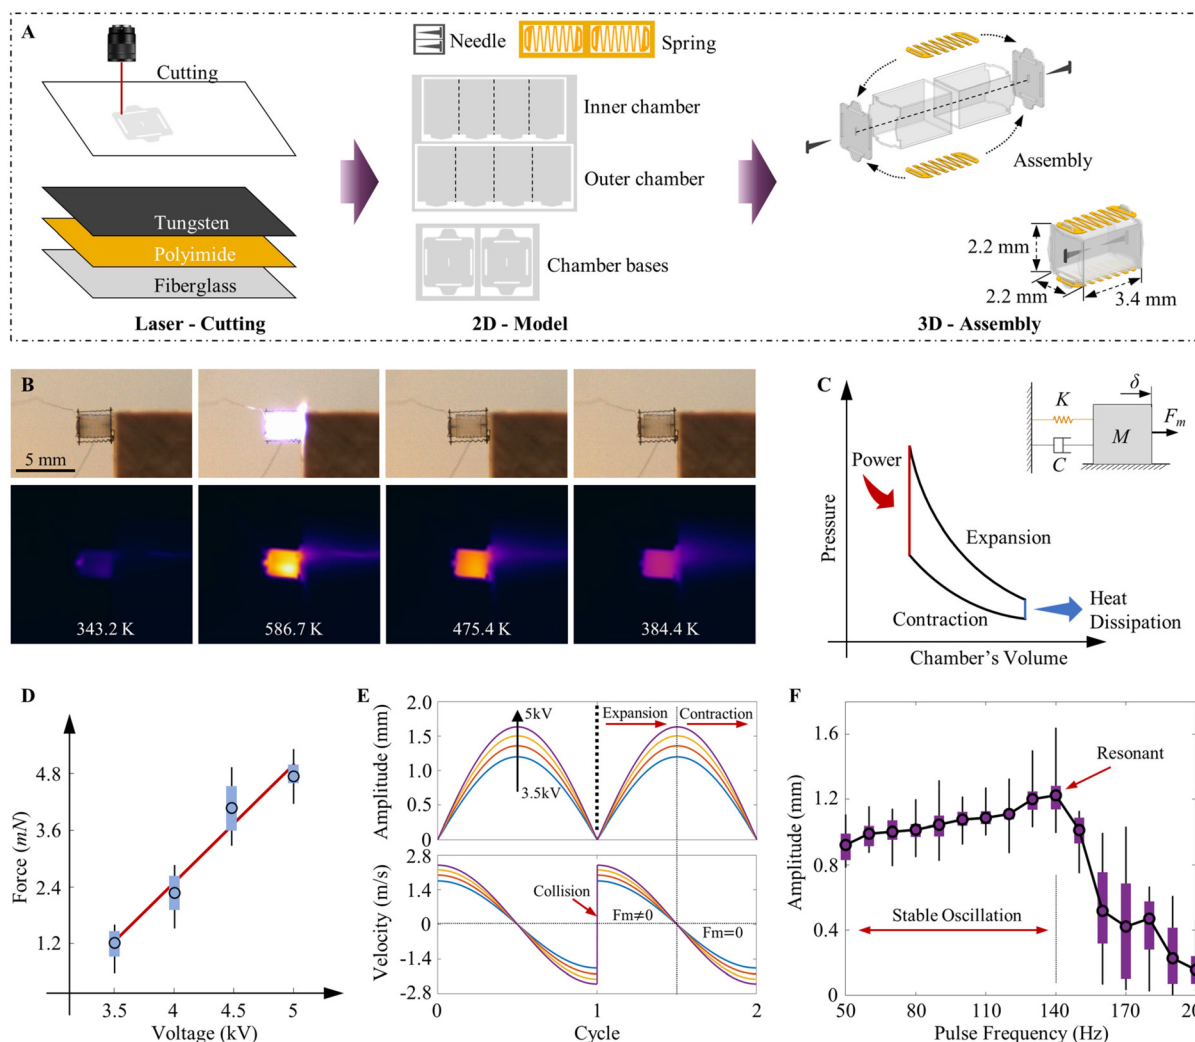 A
Cutting
Tungsten
Polyimide
Fiberglass
Laser - Cutting
Needle
Spring
Inner chamber
Outer chamber
Chamber bases
2D - Model
Assembly
2.2 mm
2.2 mm
3.4 mm
3D - Assembly
B
5 mm
343.2 K
586.7 K
475.4 K
384.4 K
C
Pressure
Power
Expansion
Contraction
Heat
Dissipation
Chamber's Volume
K
C
M
δ
Fm
D
Force (mN)
4.8
3.6
2.4
1.2
3.5
4
4.5
5
Voltage (kV)
E
Amplitude (mm)
2.0
1.5
1.0
0.5
0
5kV
3.5kV
Expansion
Contraction
Velocity (m/s)
2.8
1.4
0
-1.4
-2.8
Collision
Fm≠0
Fm=0
0
1
2
Cycle
F
Amplitude (mm)
1.6
1.2
0.8
0.4
0
Resonant
Stable Oscillation
50
80
110
140
170
Pulse Frequency (Hz)